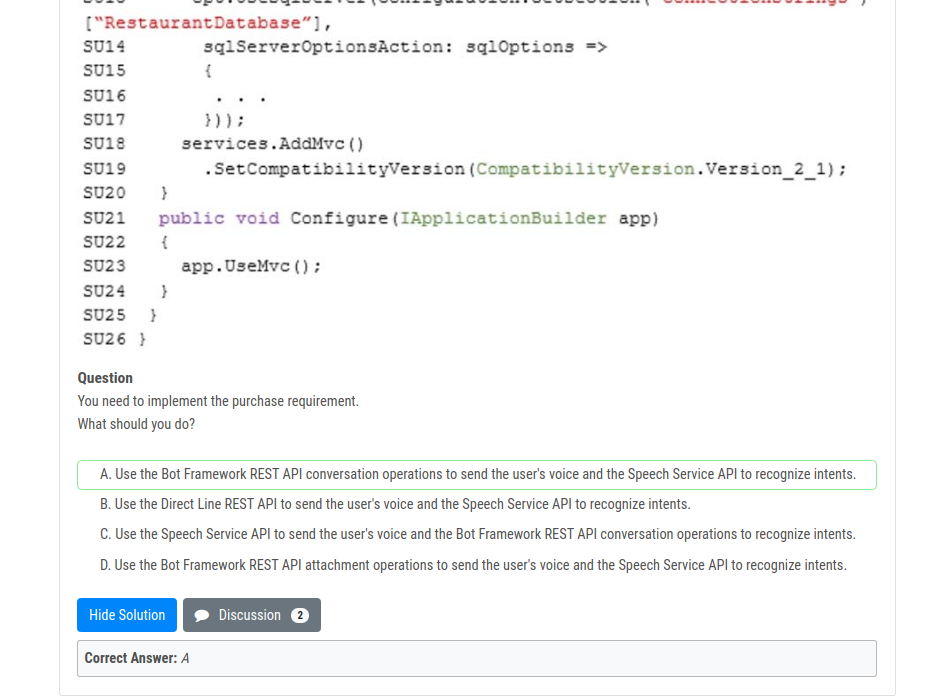 ["RestaurantDatabase"],
SU14 sqlServerOptionsAction: sqlOptions =>
SU15 {
SU16 . . .
SU17 }));
SU18 services.AddMvc()
SU19 .SetCompatibilityVersion(CompatibilityVersion.Version_2_1);
SU20 }
SU21 public void Configure(IApplicationBuilder app)
SU22 {
SU23 app.UseMvc();
SU24 }
SU25 }
SU26 }
Question
You need to implement the purchase requirement.
What should you do?
A. Use the Bot Framework REST API conversation operations to send the user's voice and the Speech Service API to recognize intents.
B. Use the Direct Line REST API to send the user's voice and the Speech Service API to recognize intents.
C. Use the Speech Service API to send the user's voice and the Bot Framework REST API conversation operations to recognize intents.
D. Use the Bot Framework REST API attachment operations to send the user's voice and the Speech Service API to recognize intents.
Hide Solution Discussion 2
Correct Answer: A